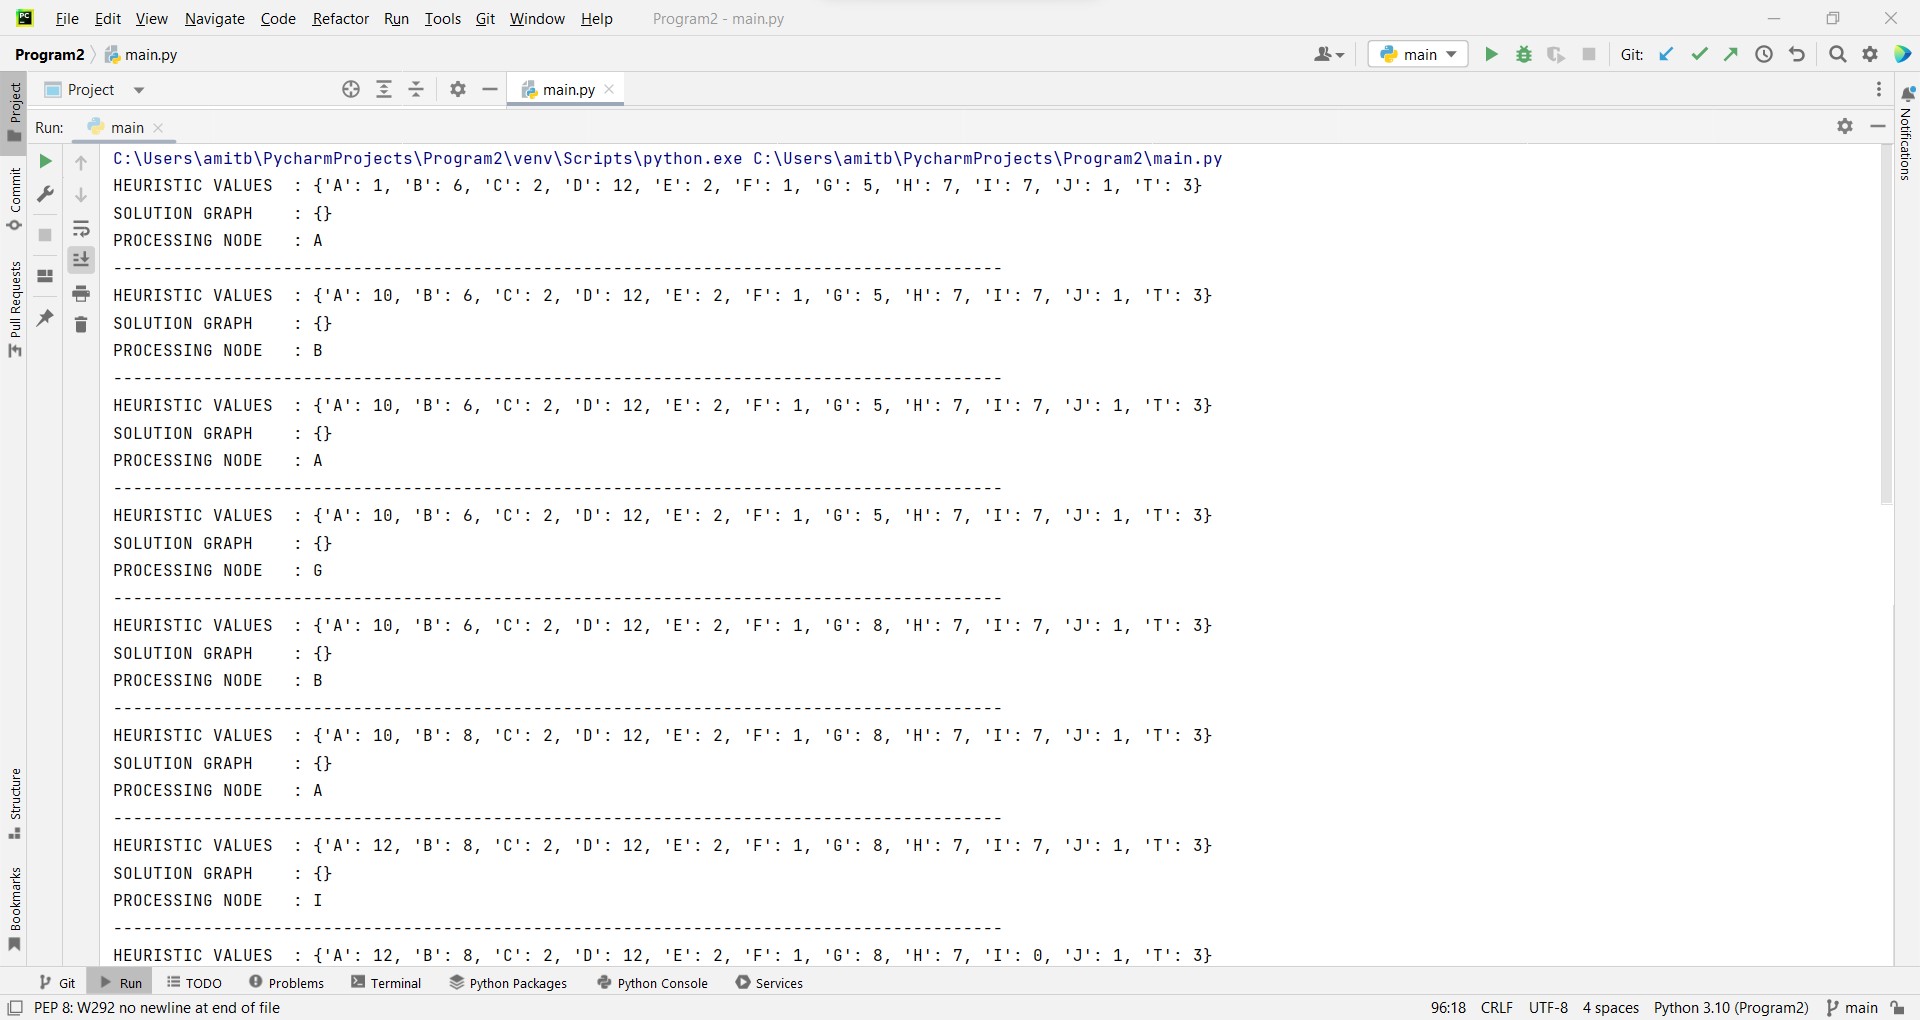 PC File Edit View Navigate Code Refactor Run Tools Git Window Help Program2 - main.py
Program2 main.py main Git:
Project main.py
Run: main
Project
Commit
Pull Requests
Structure
Bookmarks
Notifications
C:\Users\amitb\PycharmProjects\Program2\venv\Scripts\python.exe C:\Users\amitb\PycharmProjects\Program2\main.py
HEURISTIC VALUES  : {'A': 1, 'B': 6, 'C': 2, 'D': 12, 'E': 2, 'F': 1, 'G': 5, 'H': 7, 'I': 7, 'J': 1, 'T': 3}
SOLUTION GRAPH    : {}
PROCESSING NODE   : A
-----------------------------------------------------------------------------------------
HEURISTIC VALUES  : {'A': 10, 'B': 6, 'C': 2, 'D': 12, 'E': 2, 'F': 1, 'G': 5, 'H': 7, 'I': 7, 'J': 1, 'T': 3}
SOLUTION GRAPH    : {}
PROCESSING NODE   : B
-----------------------------------------------------------------------------------------
HEURISTIC VALUES  : {'A': 10, 'B': 6, 'C': 2, 'D': 12, 'E': 2, 'F': 1, 'G': 5, 'H': 7, 'I': 7, 'J': 1, 'T': 3}
SOLUTION GRAPH    : {}
PROCESSING NODE   : A
-----------------------------------------------------------------------------------------
HEURISTIC VALUES  : {'A': 10, 'B': 6, 'C': 2, 'D': 12, 'E': 2, 'F': 1, 'G': 5, 'H': 7, 'I': 7, 'J': 1, 'T': 3}
SOLUTION GRAPH    : {}
PROCESSING NODE   : G
-----------------------------------------------------------------------------------------
HEURISTIC VALUES  : {'A': 10, 'B': 6, 'C': 2, 'D': 12, 'E': 2, 'F': 1, 'G': 8, 'H': 7, 'I': 7, 'J': 1, 'T': 3}
SOLUTION GRAPH    : {}
PROCESSING NODE   : B
-----------------------------------------------------------------------------------------
HEURISTIC VALUES  : {'A': 10, 'B': 8, 'C': 2, 'D': 12, 'E': 2, 'F': 1, 'G': 8, 'H': 7, 'I': 7, 'J': 1, 'T': 3}
SOLUTION GRAPH    : {}
PROCESSING NODE   : A
-----------------------------------------------------------------------------------------
HEURISTIC VALUES  : {'A': 12, 'B': 8, 'C': 2, 'D': 12, 'E': 2, 'F': 1, 'G': 8, 'H': 7, 'I': 7, 'J': 1, 'T': 3}
SOLUTION GRAPH    : {}
PROCESSING NODE   : I
-----------------------------------------------------------------------------------------
HEURISTIC VALUES  : {'A': 12, 'B': 8, 'C': 2, 'D': 12, 'E': 2, 'F': 1, 'G': 8, 'H': 7, 'I': 0, 'J': 1, 'T': 3}
Git Run TODO Problems Terminal Python Packages Python Console Services
PEP 8: W292 no newline at end of file 96:18 CRLF UTF-8 4 spaces Python 3.10 (Program2) main